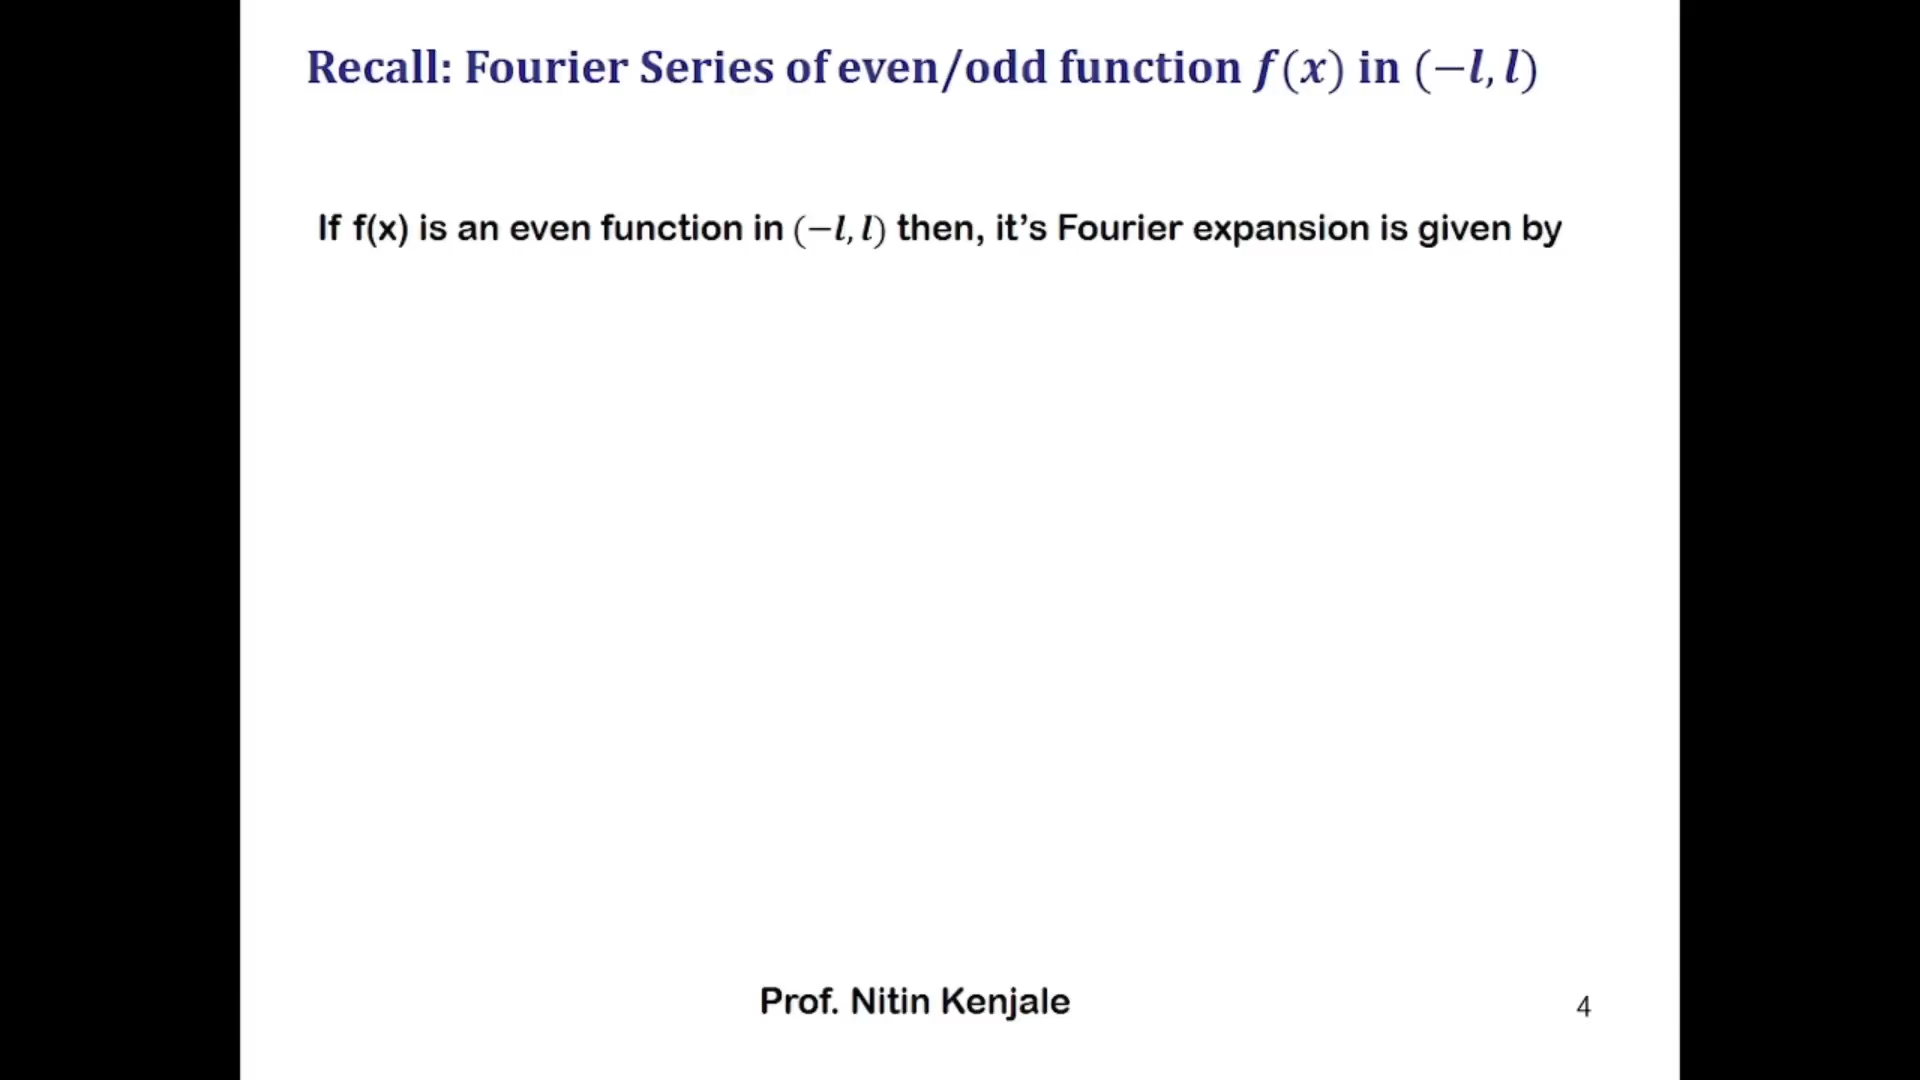 Recall: Fourier Series of even/odd function f(x) in (−l, l)
If f(x) is an even function in (−l, l) then, it’s Fourier expansion is given by
Prof. Nitin Kenjale
4